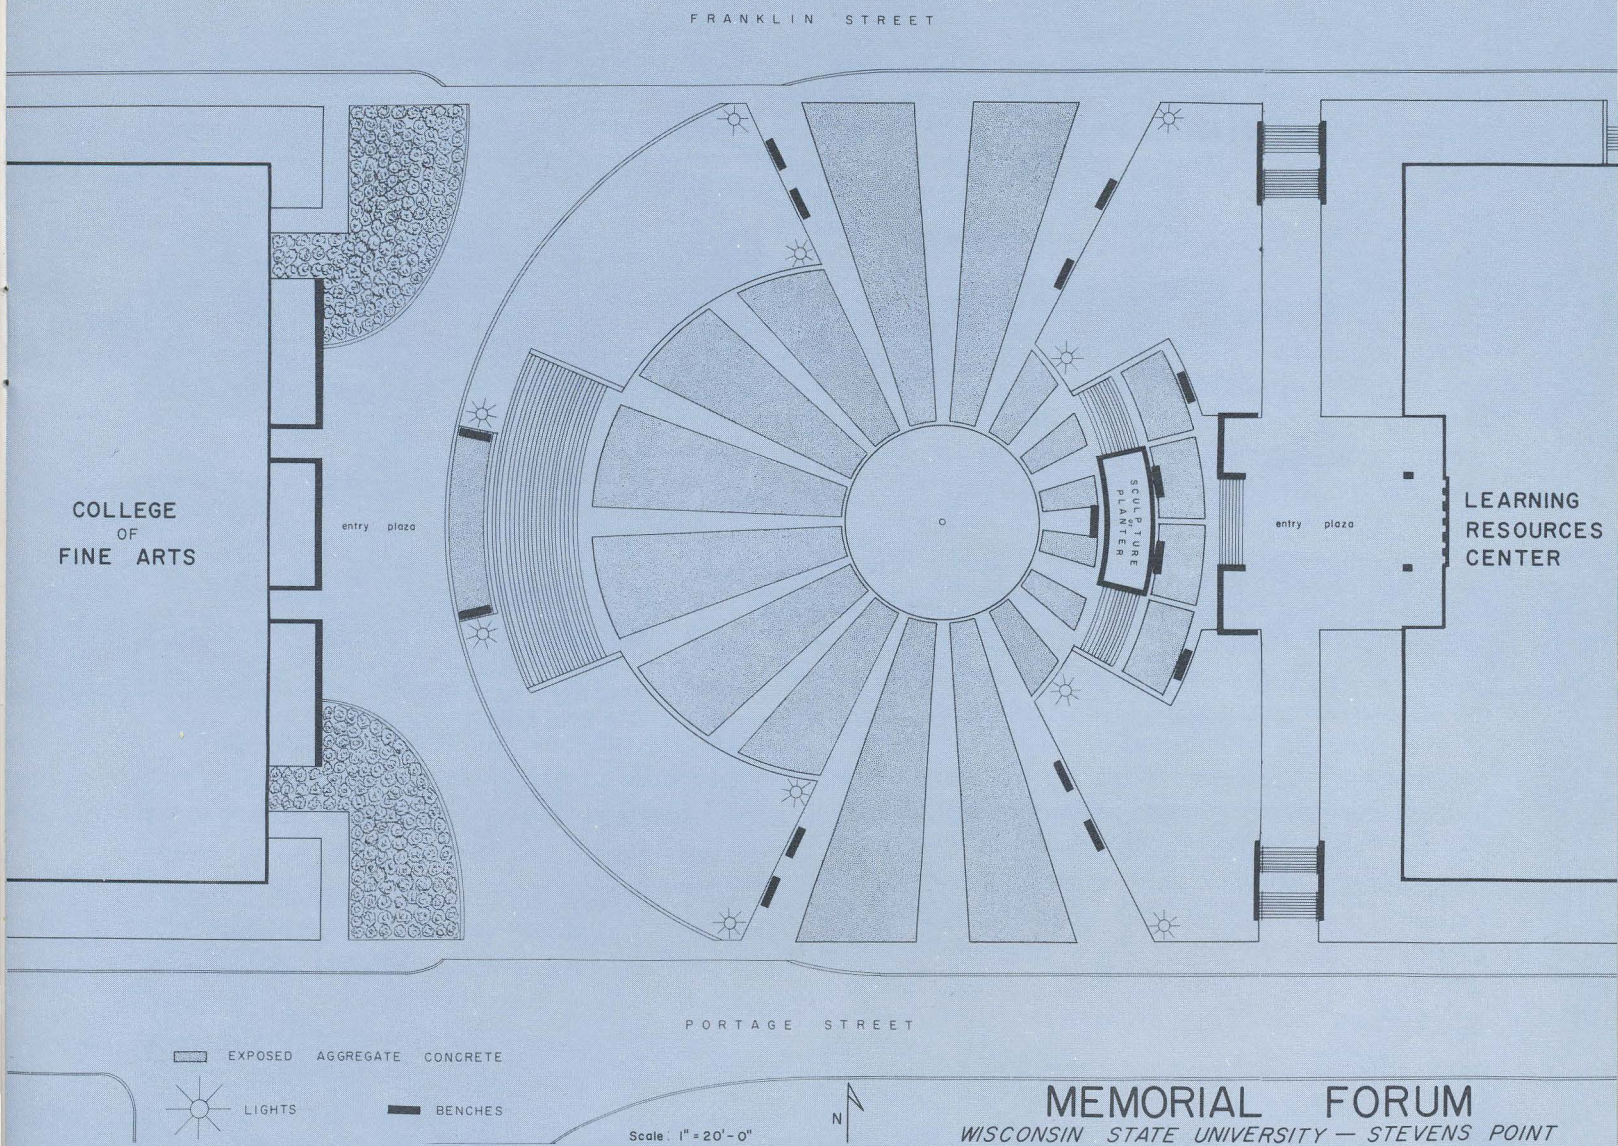 FRANKLIN STREET
COLLEGE
OF
FINE ARTS
entry plaza
SCULPTURE
or
PLANTER
entry plaza
LEARNING
RESOURCES
CENTER
PORTAGE STREET
EXPOSED AGGREGATE CONCRETE
LIGHTS
BENCHES
Scale: 1" = 20'-0"
N
MEMORIAL FORUM
WISCONSIN STATE UNIVERSITY — STEVENS POINT